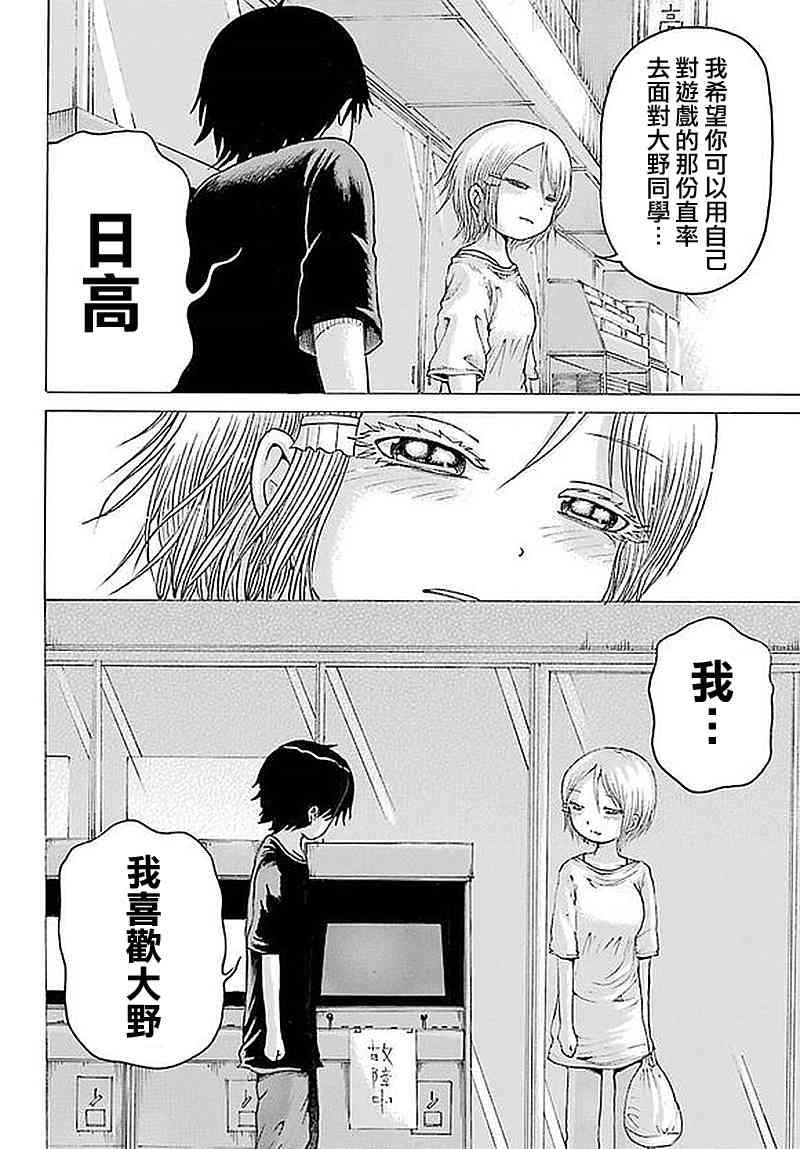 高
我希望你可以用自己
對遊戲的那份直率
去面對大野同學…
日高
我…
我喜歡大野
故障中